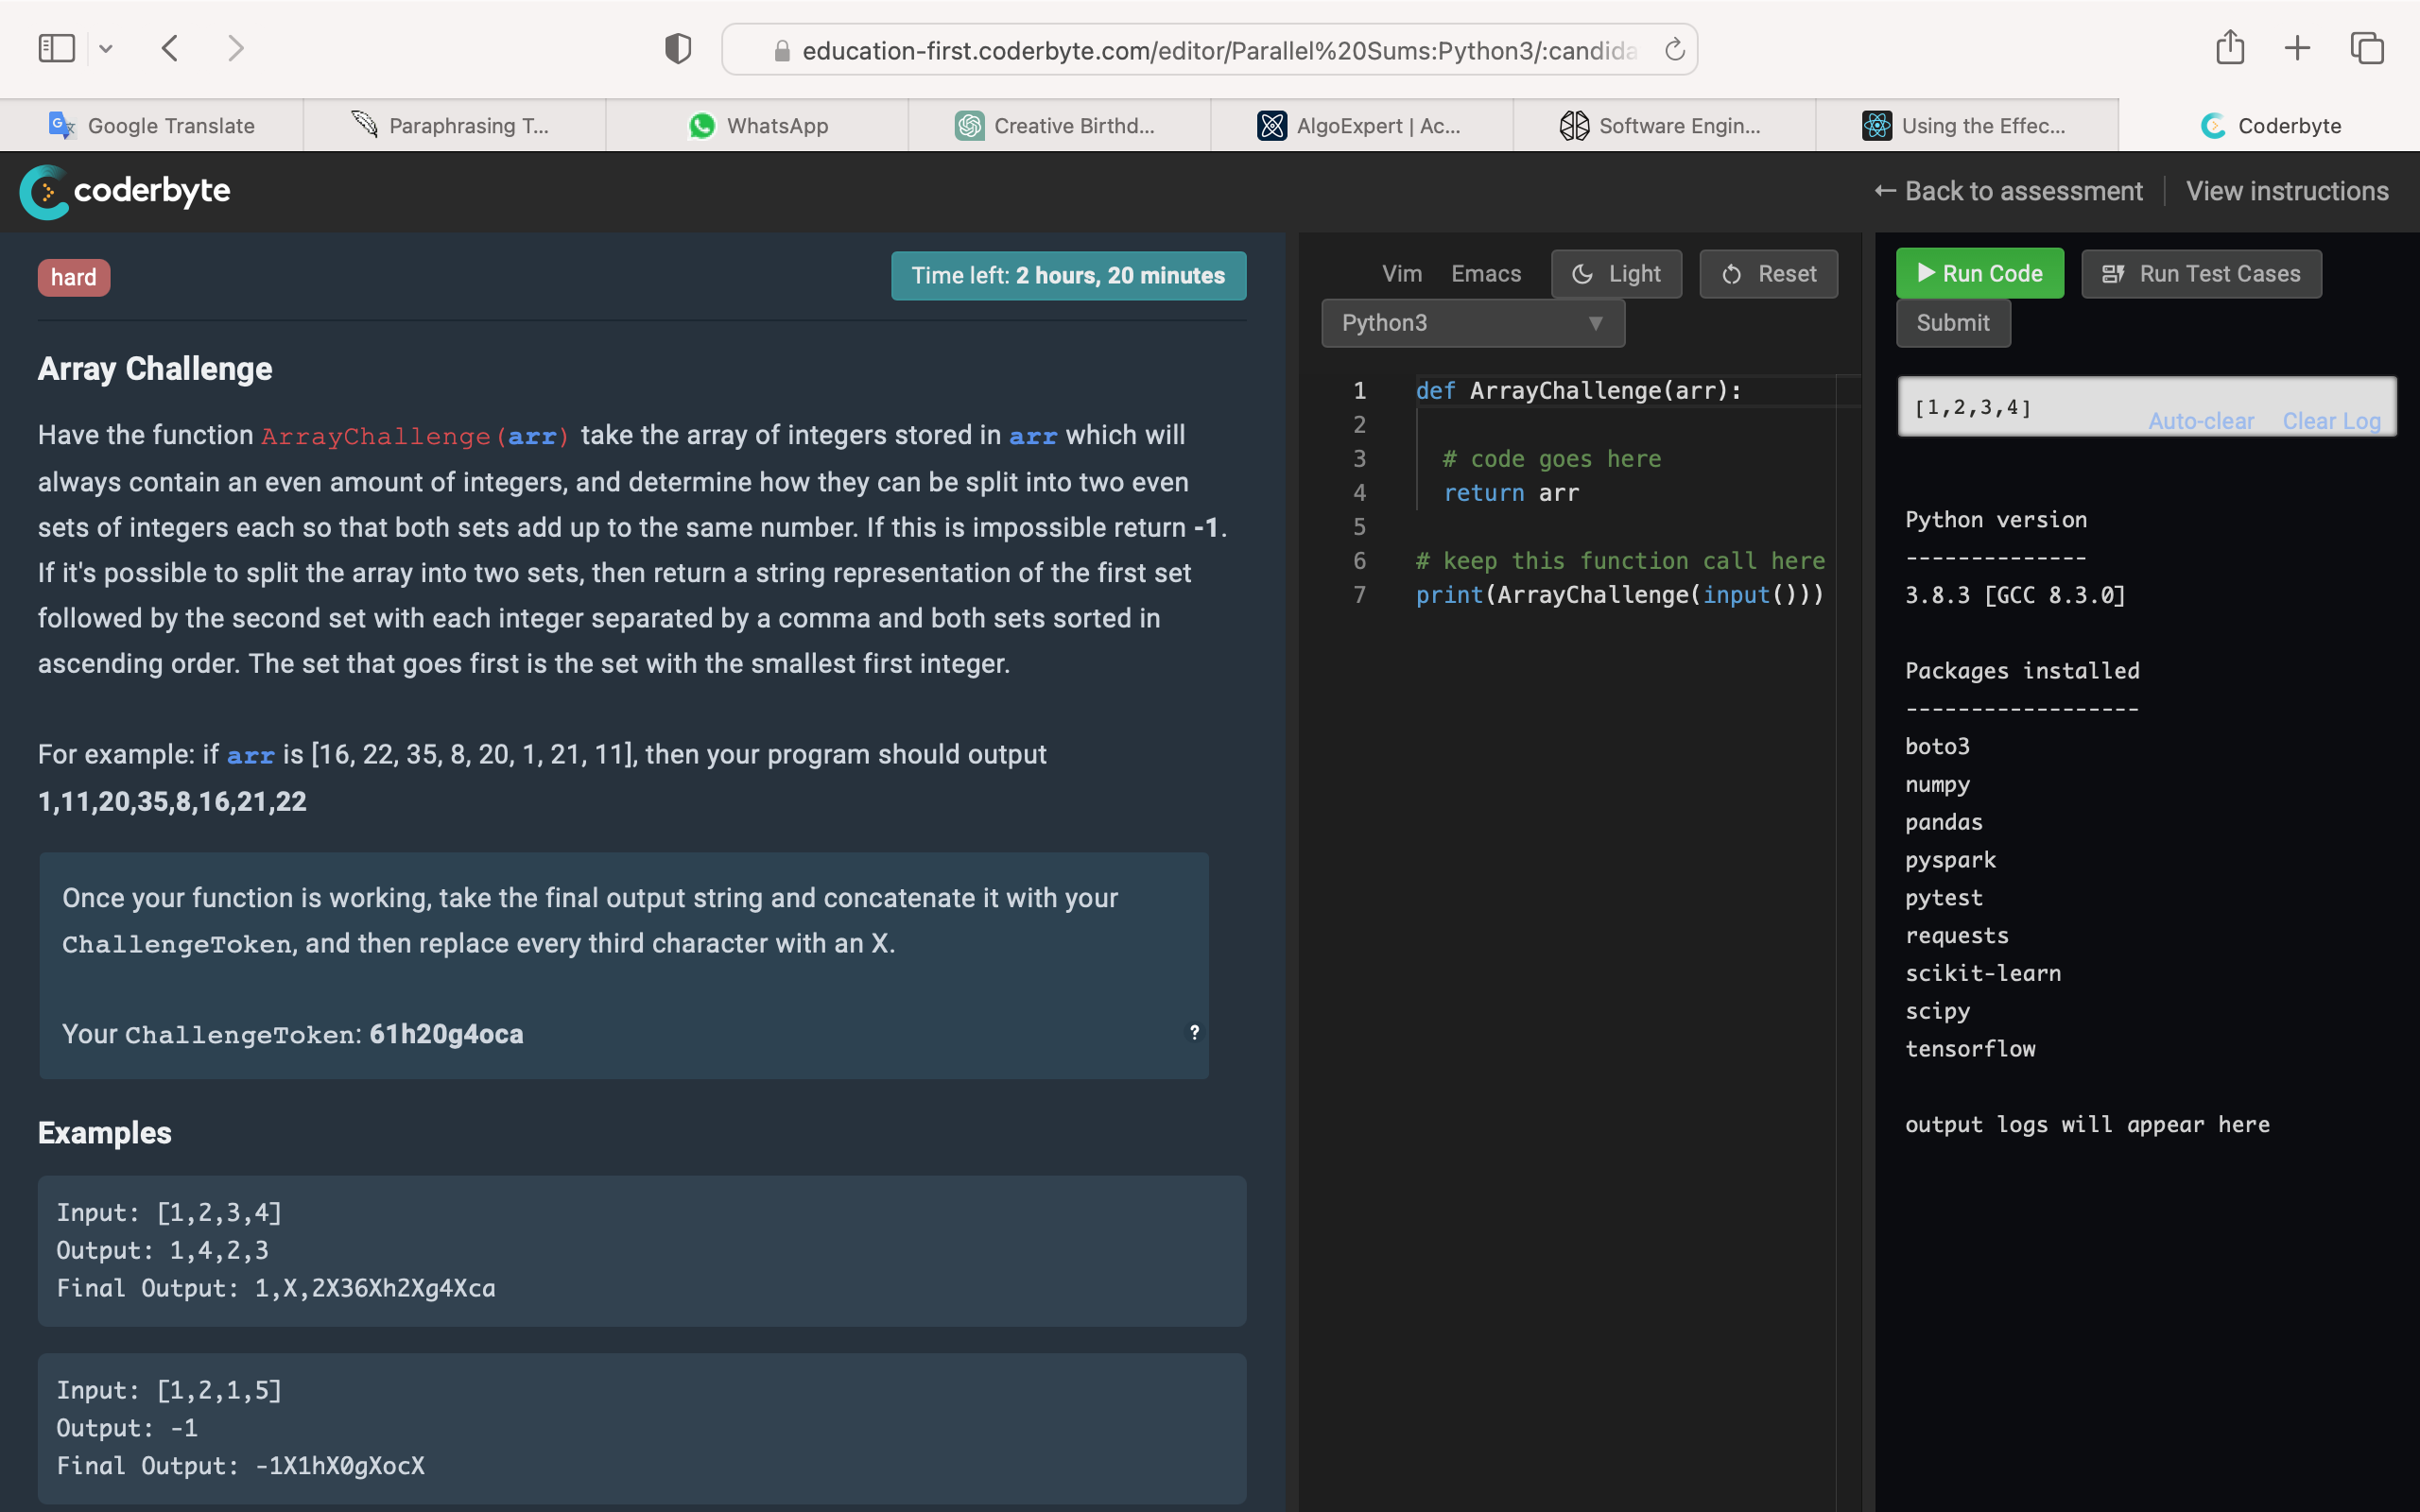 education-first.coderbyte.com/editor/Parallel%20Sums:Python3/:candida
Google Translate
Paraphrasing T...
WhatsApp
Creative Birthd...
AlgoExpert | Ac...
Software Engin...
Using the Effec...
Coderbyte
coderbyte
← Back to assessment
View instructions
hard
Time left: 2 hours, 20 minutes
Array Challenge
Have the function ArrayChallenge(arr) take the array of integers stored in arr which will
always contain an even amount of integers, and determine how they can be split into two even
sets of integers each so that both sets add up to the same number. If this is impossible return -1.
If it's possible to split the array into two sets, then return a string representation of the first set
followed by the second set with each integer separated by a comma and both sets sorted in
ascending order. The set that goes first is the set with the smallest first integer.
For example: if arr is [16, 22, 35, 8, 20, 1, 21, 11], then your program should output
1,11,20,35,8,16,21,22
Once your function is working, take the final output string and concatenate it with your
ChallengeToken, and then replace every third character with an X.
Your ChallengeToken: 61h20g4oca
?
Examples
Input: [1,2,3,4]
Output: 1,4,2,3
Final Output: 1,X,2X36Xh2Xg4Xca
Input: [1,2,1,5]
Output: -1
Final Output: -1X1hX0gXocX
Vim
Emacs
Light
Reset
Python3
1 def ArrayChallenge(arr):
2
3 # code goes here
4 return arr
5
6 # keep this function call here
7 print(ArrayChallenge(input()))
Run Code
Run Test Cases
Submit
[1,2,3,4]
Auto-clear
Clear Log
Python version
--------------
3.8.3 [GCC 8.3.0]
Packages installed
------------------
boto3
numpy
pandas
pyspark
pytest
requests
scikit-learn
scipy
tensorflow
output logs will appear here